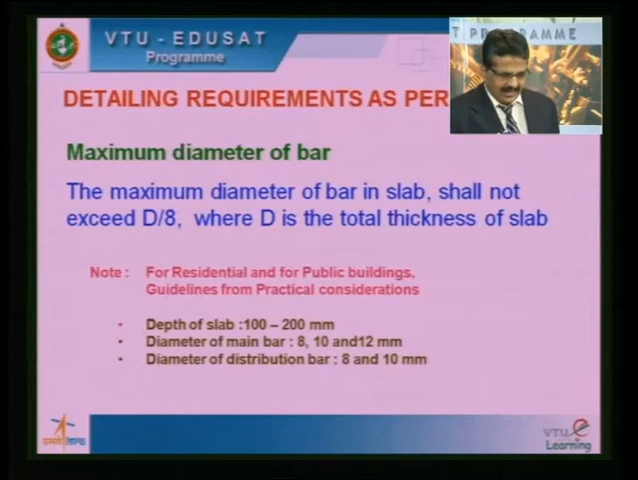 VTU - EDUSAT
Programme
T PROGRAMME
DETAILING REQUIREMENTS AS PER
Maximum diameter of bar
The maximum diameter of bar in slab, shall not
exceed D/8, where D is the total thickness of slab
Note : For Residential and for Public buildings,
Guidelines from Practical considerations
• Depth of slab :100 – 200 mm
• Diameter of main bar : 8, 10 and12 mm
• Diameter of distribution bar : 8 and 10 mm
VTU e
Learning